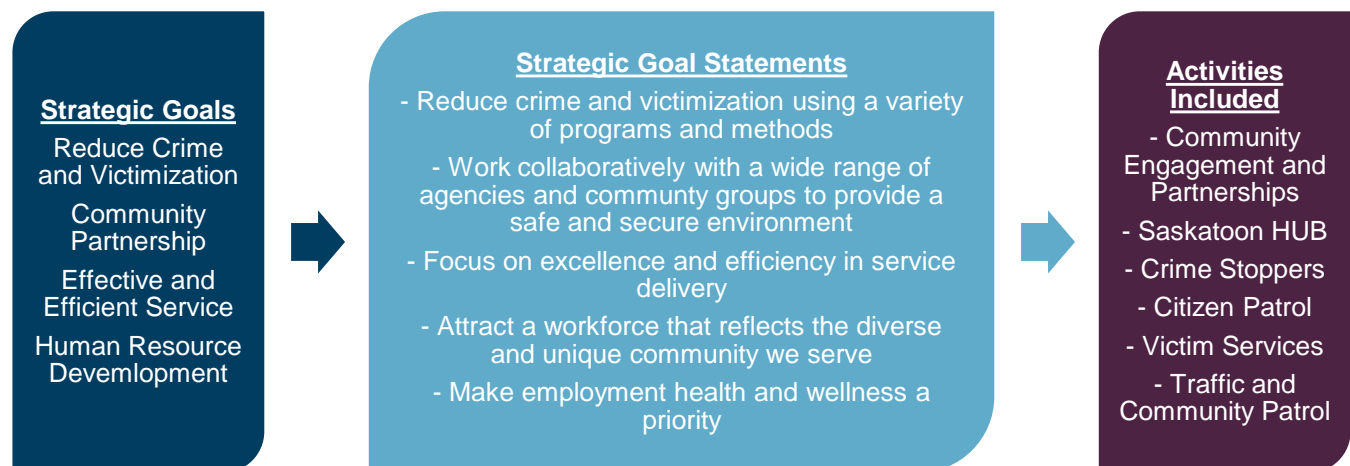 Strategic Goals
Reduce Crime
and Victimization
Community
Partnership
Effective and
Efficient Service
Human Resource
Devemlopment
Strategic Goal Statements
- Reduce crime and victimization using a variety
of programs and methods
- Work collaboratively with a wide range of
agencies and communty groups to provide a
safe and secure environment
- Focus on excellence and efficiency in service
delivery
- Attract a workforce that reflects the diverse
and unique community we serve
- Make employment health and wellness a
priority
Activities
Included
- Community
Engagement and
Partnerships
- Saskatoon HUB
- Crime Stoppers
- Citizen Patrol
- Victim Services
- Traffic and
Community Patrol